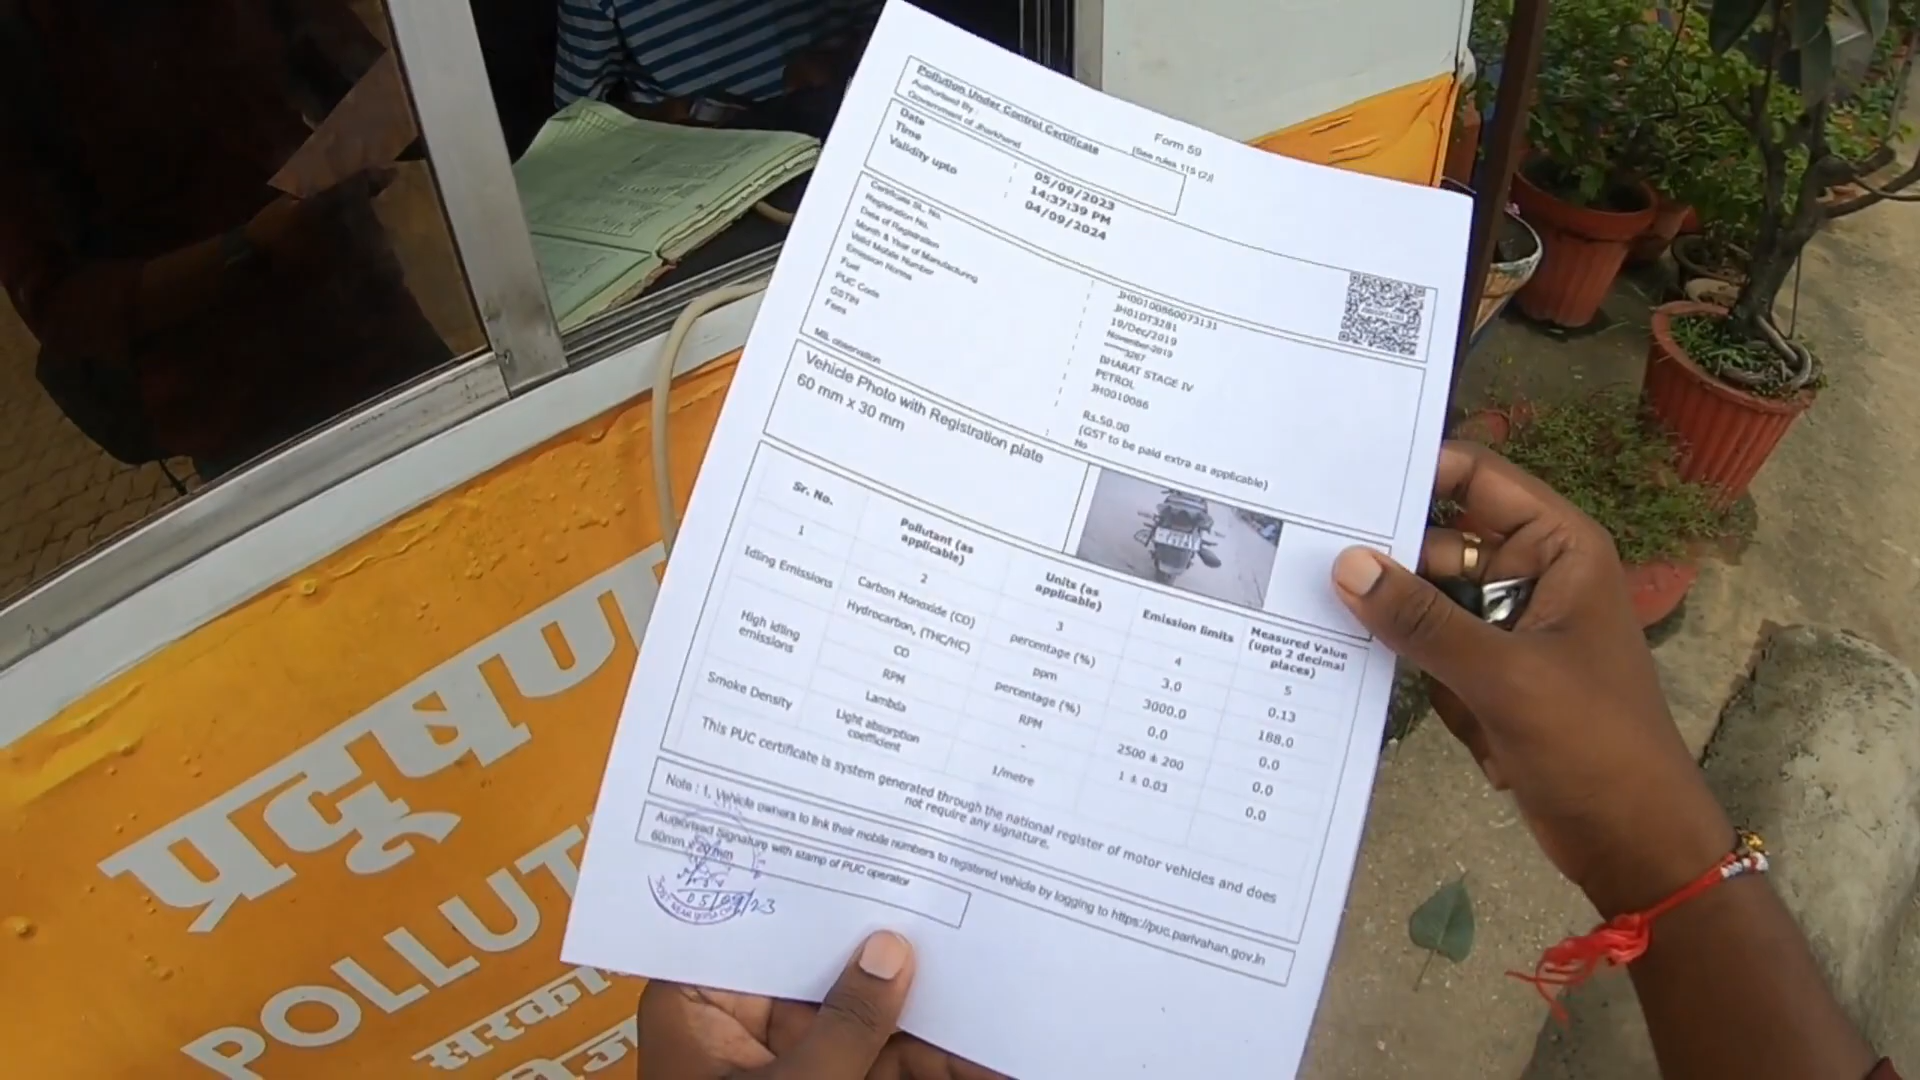 Form 59
[See rules 115 (2)]
Pollution Under Control Certificate
Authorised By :
Government of Jharkhand
Date : 05/09/2023
Time : 14:37:39 PM
Validity upto : 04/09/2024
Certificate SL. No. : JH00100860073131
Registration No. : JH01DT3281
Date of Registration : 19/Dec/2019
Month & Year of Manufacturing : November-2019
Valid Mobile Number : ******3267
Emission Norms : BHARAT STAGE IV
Fuel : PETROL
PUC Code : JH0010086
GSTIN :
Fees : Rs.50.00
(GST to be paid extra as applicable)
MIL observation : No
Vehicle Photo with Registration plate
60 mm x 30 mm
Sr. No. Pollutant (as applicable) Units (as applicable) Emission limits Measured Value (upto 2 decimal places)
1 2 3 4 5
Idling Emissions Carbon Monoxide (CO) percentage (%) 3.0 0.13
Hydrocarbon, (THC/HC) ppm 3000.0 188.0
High idling emissions CO percentage (%) 0.0 0.0
RPM RPM 2500 ± 200 0.0
Lambda - 1 ± 0.03 0.0
Smoke Density Light absorption coefficient 1/metre
This PUC certificate is system generated through the national register of motor vehicles and does
not require any signature.
Note : 1. Vehicle owners to link their mobile numbers to registered vehicle by logging to https://puc.parivahan.gov.in
Authorised Signature with stamp of PUC operator
60mm x 20 mm
05/09/23
प्रदूषण
POLLUT
सरका